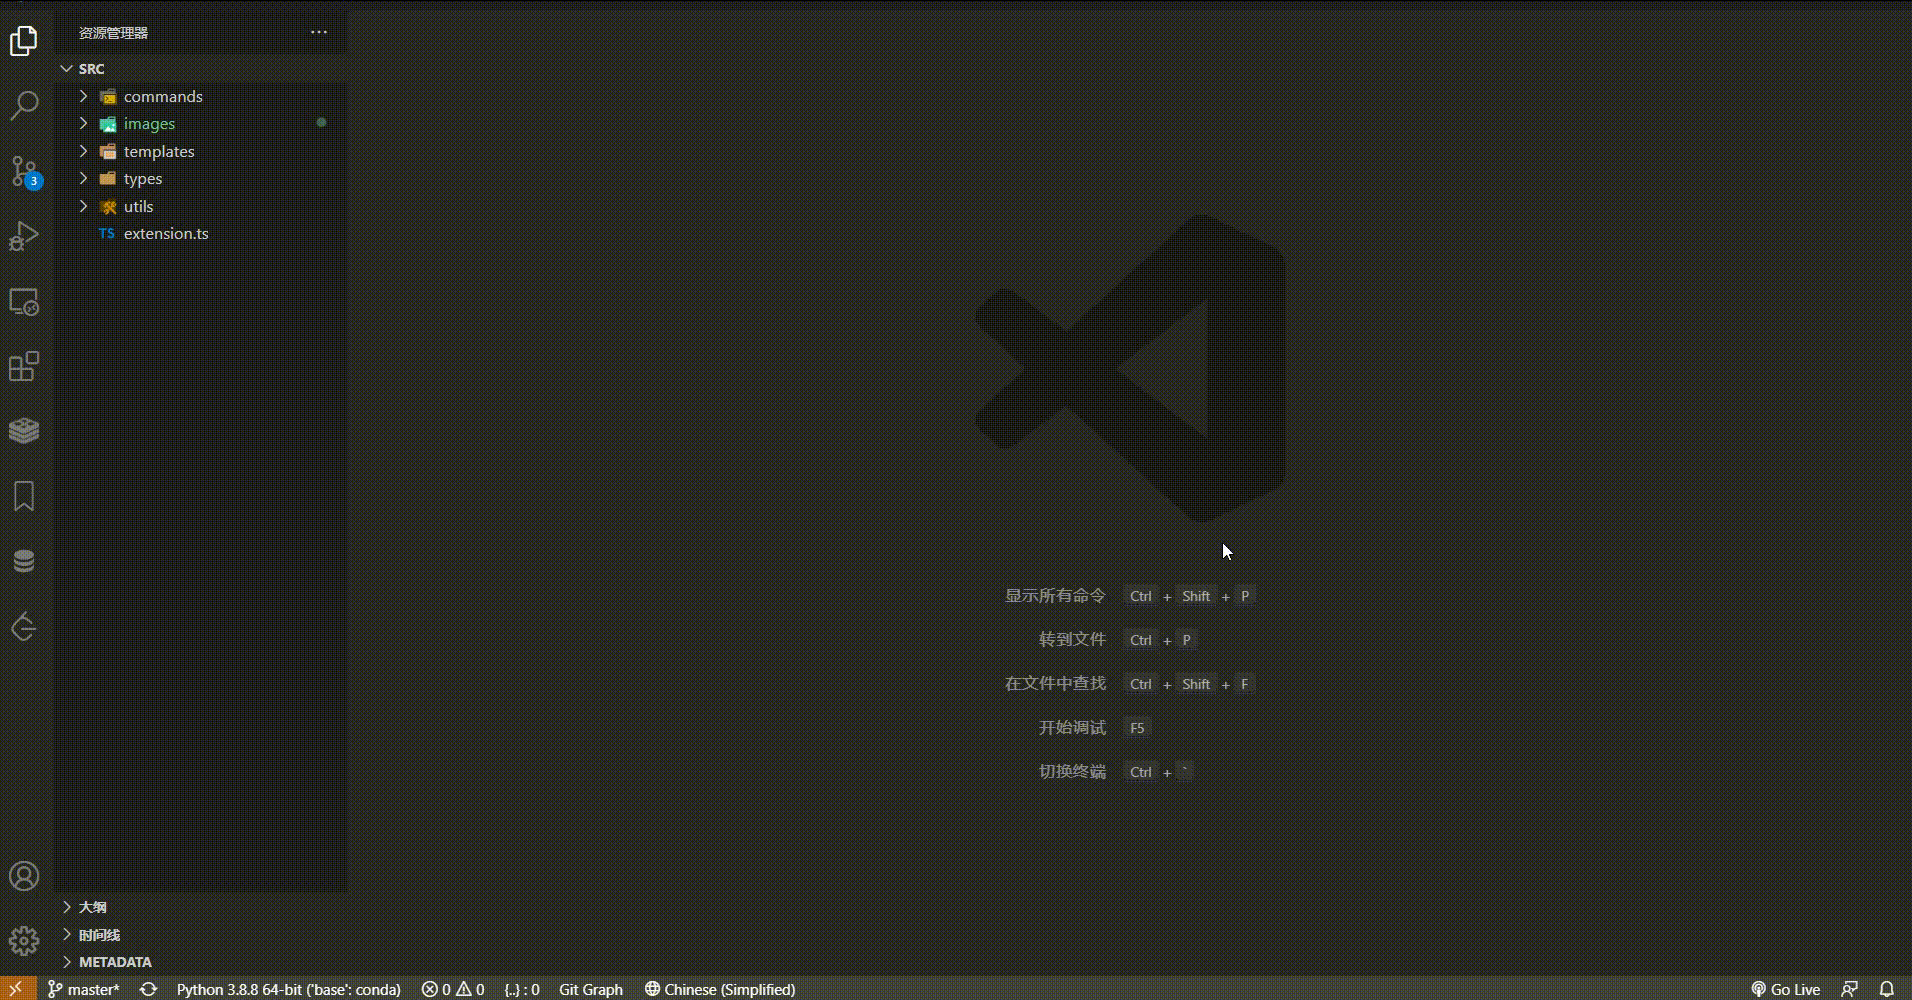 资源管理器
SRC
commands
images
templates
types
utils
TS extension.ts
3
显示所有命令 Ctrl + Shift + P
转到文件 Ctrl + P
在文件中查找 Ctrl + Shift + F
开始调试 F5
切换终端 Ctrl + `
大纲
时间线
METADATA
master* Python 3.8.8 64-bit ('base': conda) 0 0 {..} : 0 Git Graph Chinese (Simplified) Go Live